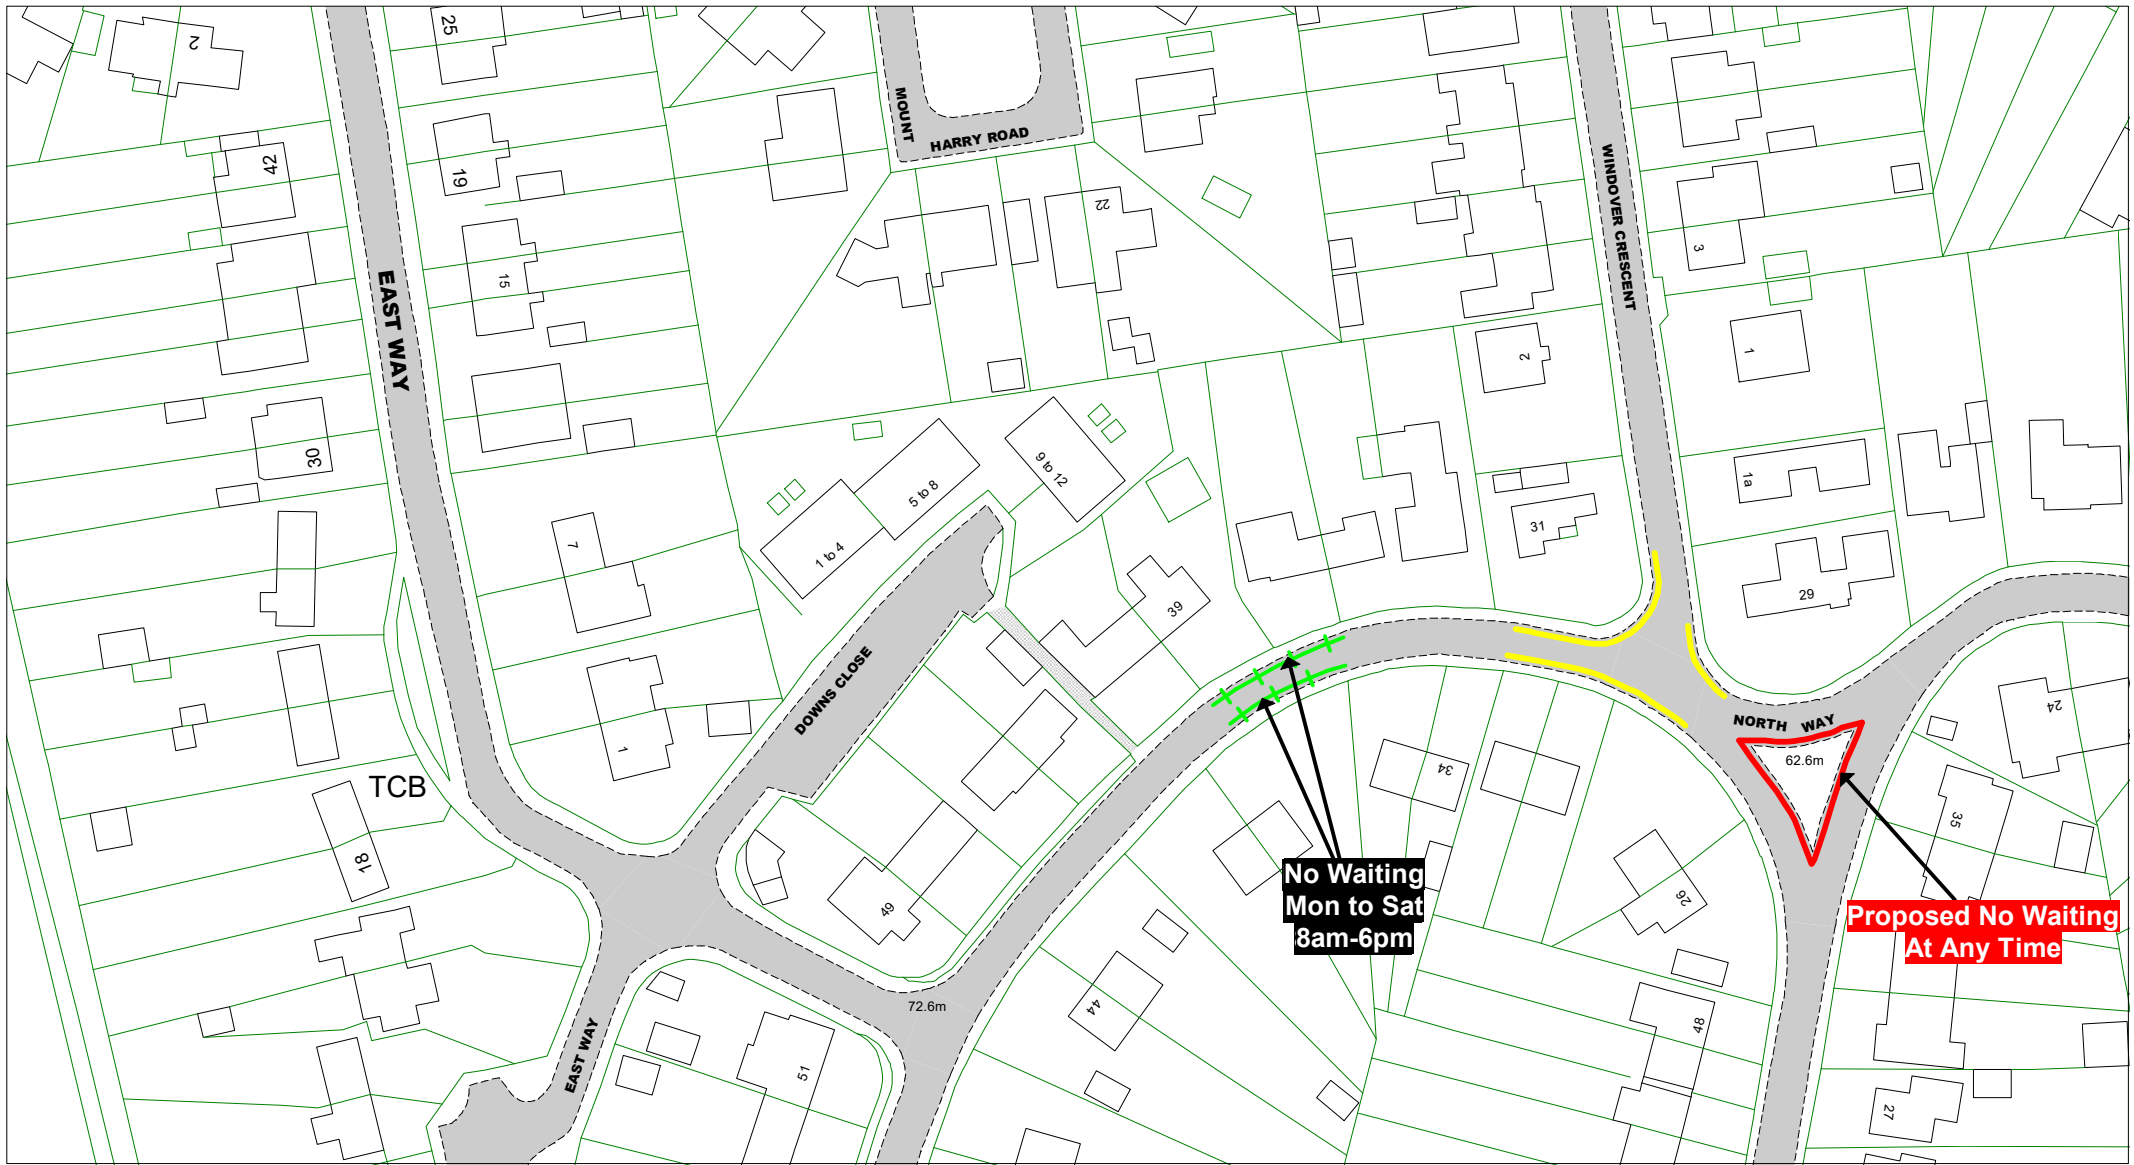 2
25
MOUNT
HARRY ROAD
42
19
22
WINDOVER CRESCENT
3
15
EAST WAY
1
2
30
9 to 12
5 to 8
1a
31
7
1 to 4
29
39
DOWNS CLOSE
24
NORTH WAY
62.6m
1
34
TCB
35
18
No Waiting
Mon to Sat
8am-6pm
26
49
Proposed No Waiting
At Any Time
72.6m
44
48
EAST WAY
51
27